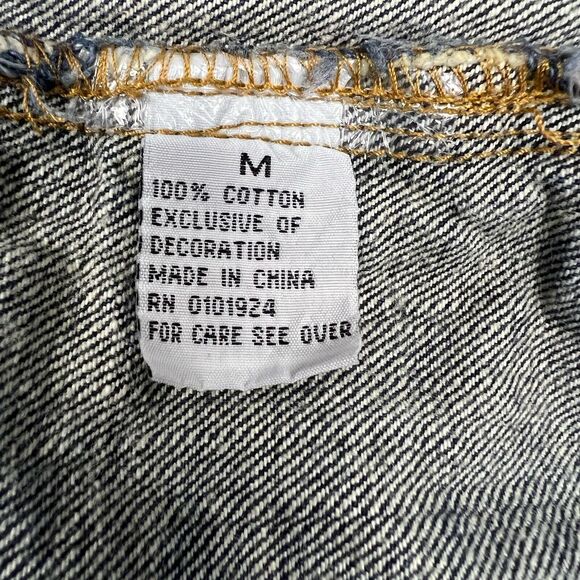 M
100% COTTON
EXCLUSIVE OF
DECORATION
MADE IN CHINA
RN 0101924
FOR CARE SEE OVER